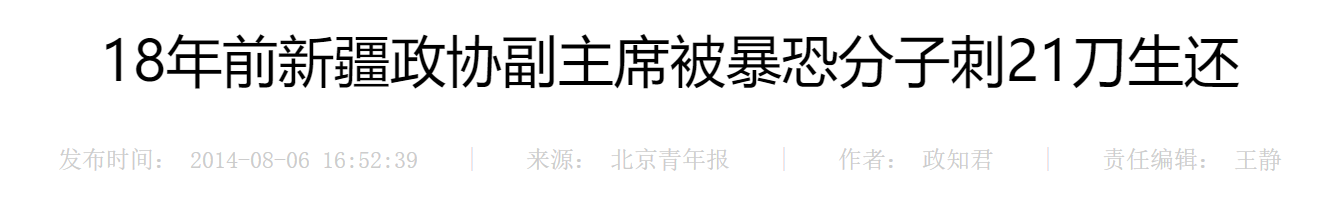 18年前新疆政协副主席被暴恐分子刺21刀生还
发布时间： 2014-08-06 16:52:39 | 来源： 北京青年报 | 作者： 政知君 | 责任编辑： 王静